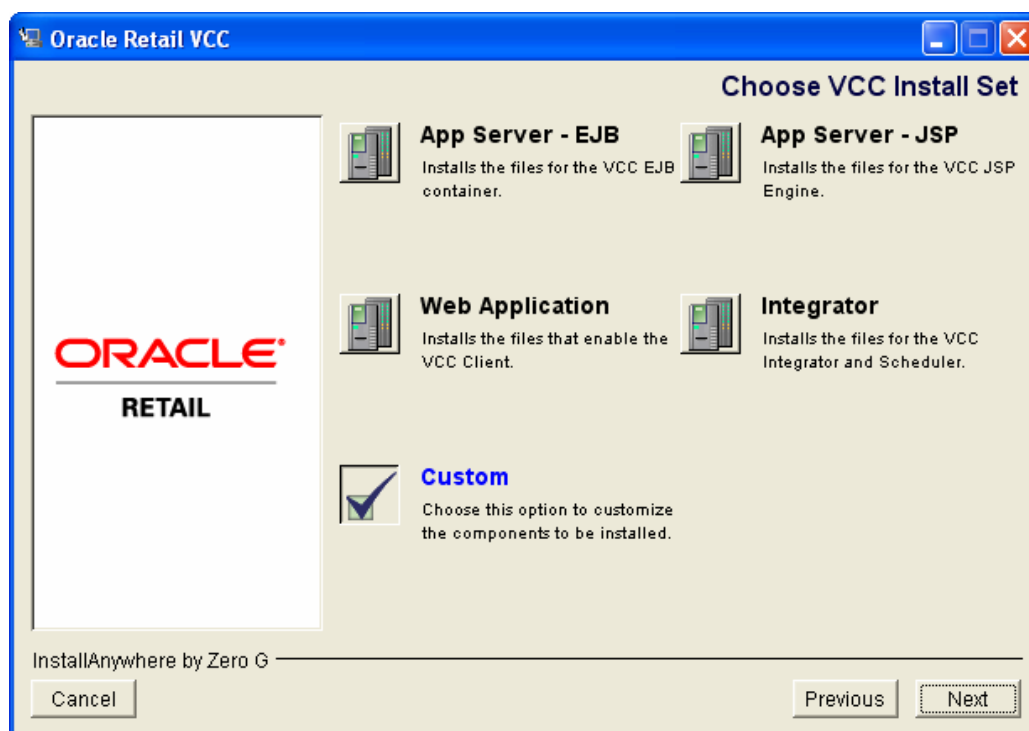 Oracle Retail VCC
Choose VCC Install Set
App Server - EJB
Installs the files for the VCC EJB
container.
App Server - JSP
Installs the files for the VCC JSP
Engine.
Web Application
Installs the files that enable the
VCC Client.
Integrator
Installs the files for the VCC
Integrator and Scheduler.
ORACLE®
RETAIL
Custom
Choose this option to customize
the components to be installed.
InstallAnywhere by Zero G
Cancel
Previous
Next